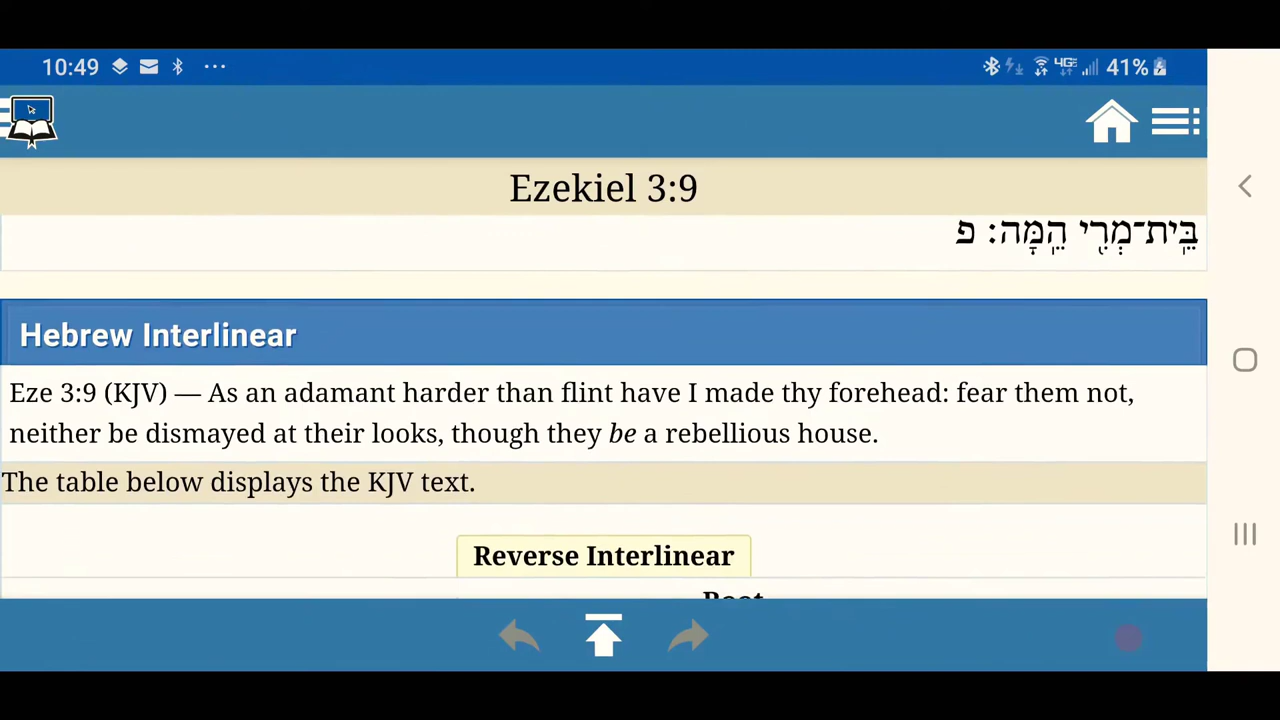 10:49 ... 4GE 41%
Ezekiel 3:9
בֵּֽית־מְרִ֖י הֵֽמָּה׃ פ
Hebrew Interlinear
Eze 3:9 (KJV) — As an adamant harder than flint have I made thy forehead: fear them not,
neither be dismayed at their looks, though they be a rebellious house.
The table below displays the KJV text.
Reverse Interlinear
Root